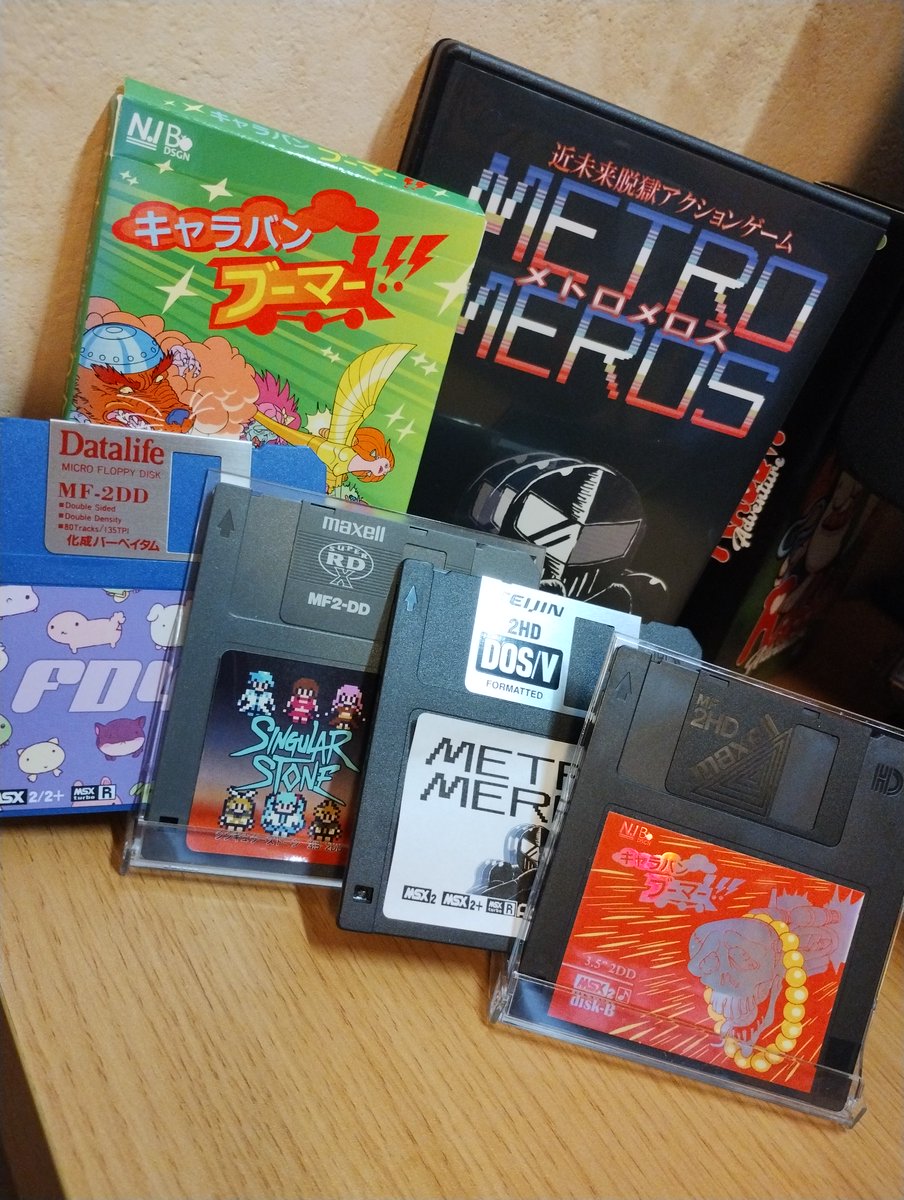 N.I Bo
DSGN
キャラバン
ブーマー!!
キャラバン
ブーマー!!
近未来脱獄アクションゲーム
METRO
メトロメロス
MEROS
Adventure
Datalife
MICRO FLOPPY DISK
MF-2DD
■Double Sided
■Double Density
■80Tracks/135TPI
化成バーベイタム
MSX 2/2+
MSX turbo R
maxell
SUPER
RD
X
MF2-DD
SINGULAR
STONE
TEIJIN
2HD
DOS/V
FORMATTED
METR
MER
MSX 2 MSX 2+ MSX turbo R
MF
2HD
maxell
HD
N.I Bo
DSGN
キャラバン
ブーマー!!
3.5" 2DD
MSX 2
disk-B